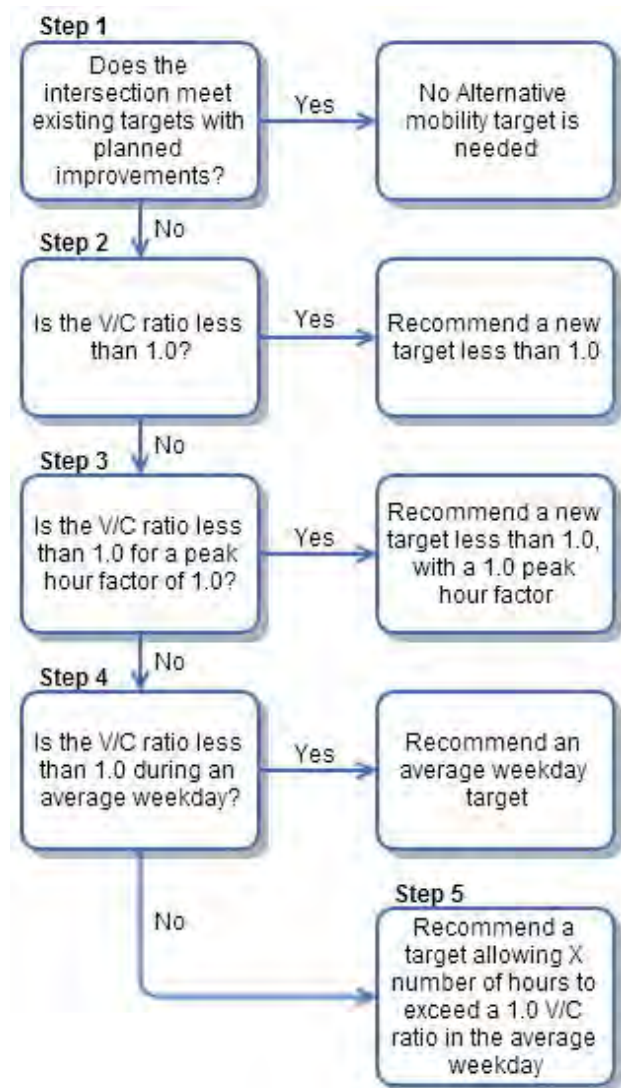 Step 1
Does the
intersection meet
existing targets with
planned
improvements?
Yes
No Alternative
mobility target is
needed
No
Step 2
Is the V/C ratio less
than 1.0?
Yes
Recommend a new
target less than 1.0
No
Step 3
Is the V/C ratio less
than 1.0 for a peak
hour factor of 1.0?
Yes
Recommend a new
target less than 1.0,
with a 1.0 peak
hour factor
No
Step 4
Is the V/C ratio less
than 1.0 during an
average weekday?
Yes
Recommend an
average weekday
target
No
Step 5
Recommend a
target allowing X
number of hours to
exceed a 1.0 V/C
ratio in the average
weekday